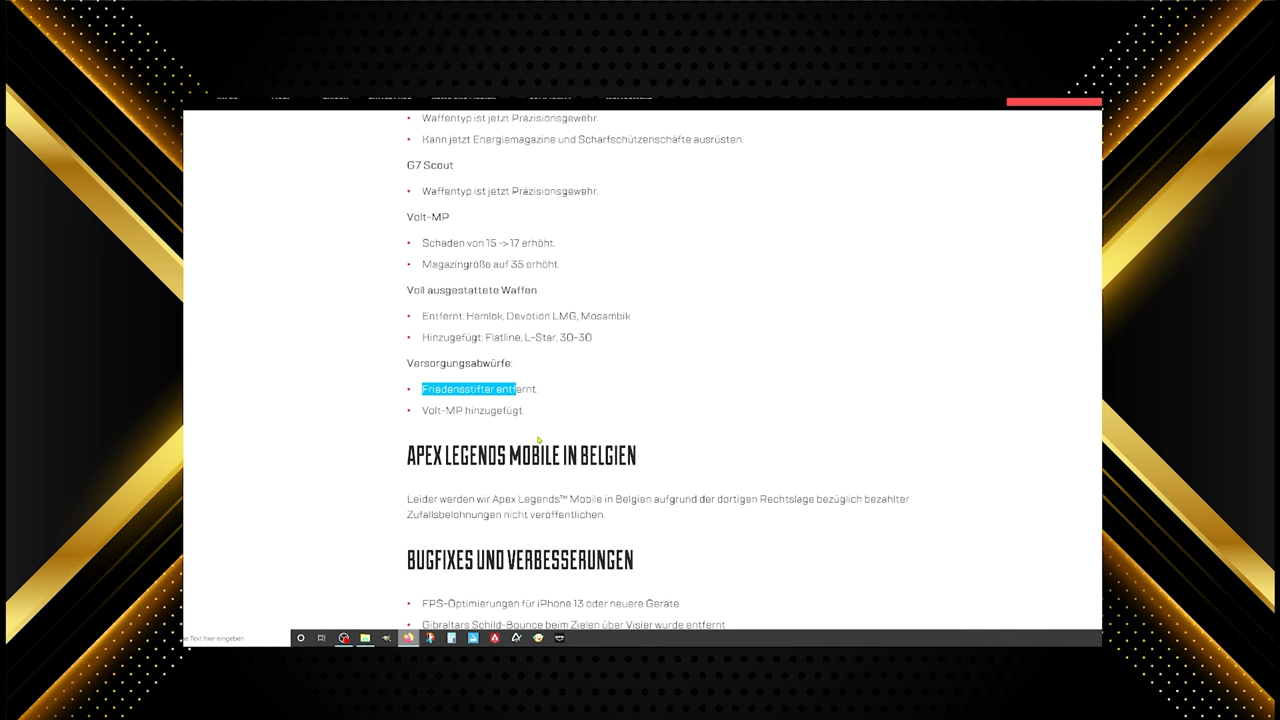 Waffentyp ist jetzt Präzisionsgewehr.
Kann jetzt Energiemagazine und Scharfschützenschäfte ausrüsten.
G7 Scout
Waffentyp ist jetzt Präzisionsgewehr.
Volt-MP
Schaden von 15 -> 17 erhöht.
Magazingröße auf 35 erhöht.
Voll ausgestattete Waffen
Entfernt: Hemlok, Devotion LMG, Mosambik
Hinzugefügt: Flatline, L-Star, 30-30
Versorgungsabwürfe:
Friedensstifter entfernt.
Volt-MP hinzugefügt.
APEX LEGENDS MOBILE IN BELGIEN
Leider werden wir Apex Legends™ Mobile in Belgien aufgrund der dortigen Rechtslage bezüglich bezahlter
Zufallsbelohnungen nicht veröffentlichen.
BUGFIXES UND VERBESSERUNGEN
FPS-Optimierungen für iPhone 13 oder neuere Geräte
Gibraltars Schild-Bounce beim Zielen über Visier wurde entfernt
Text hier eingeben